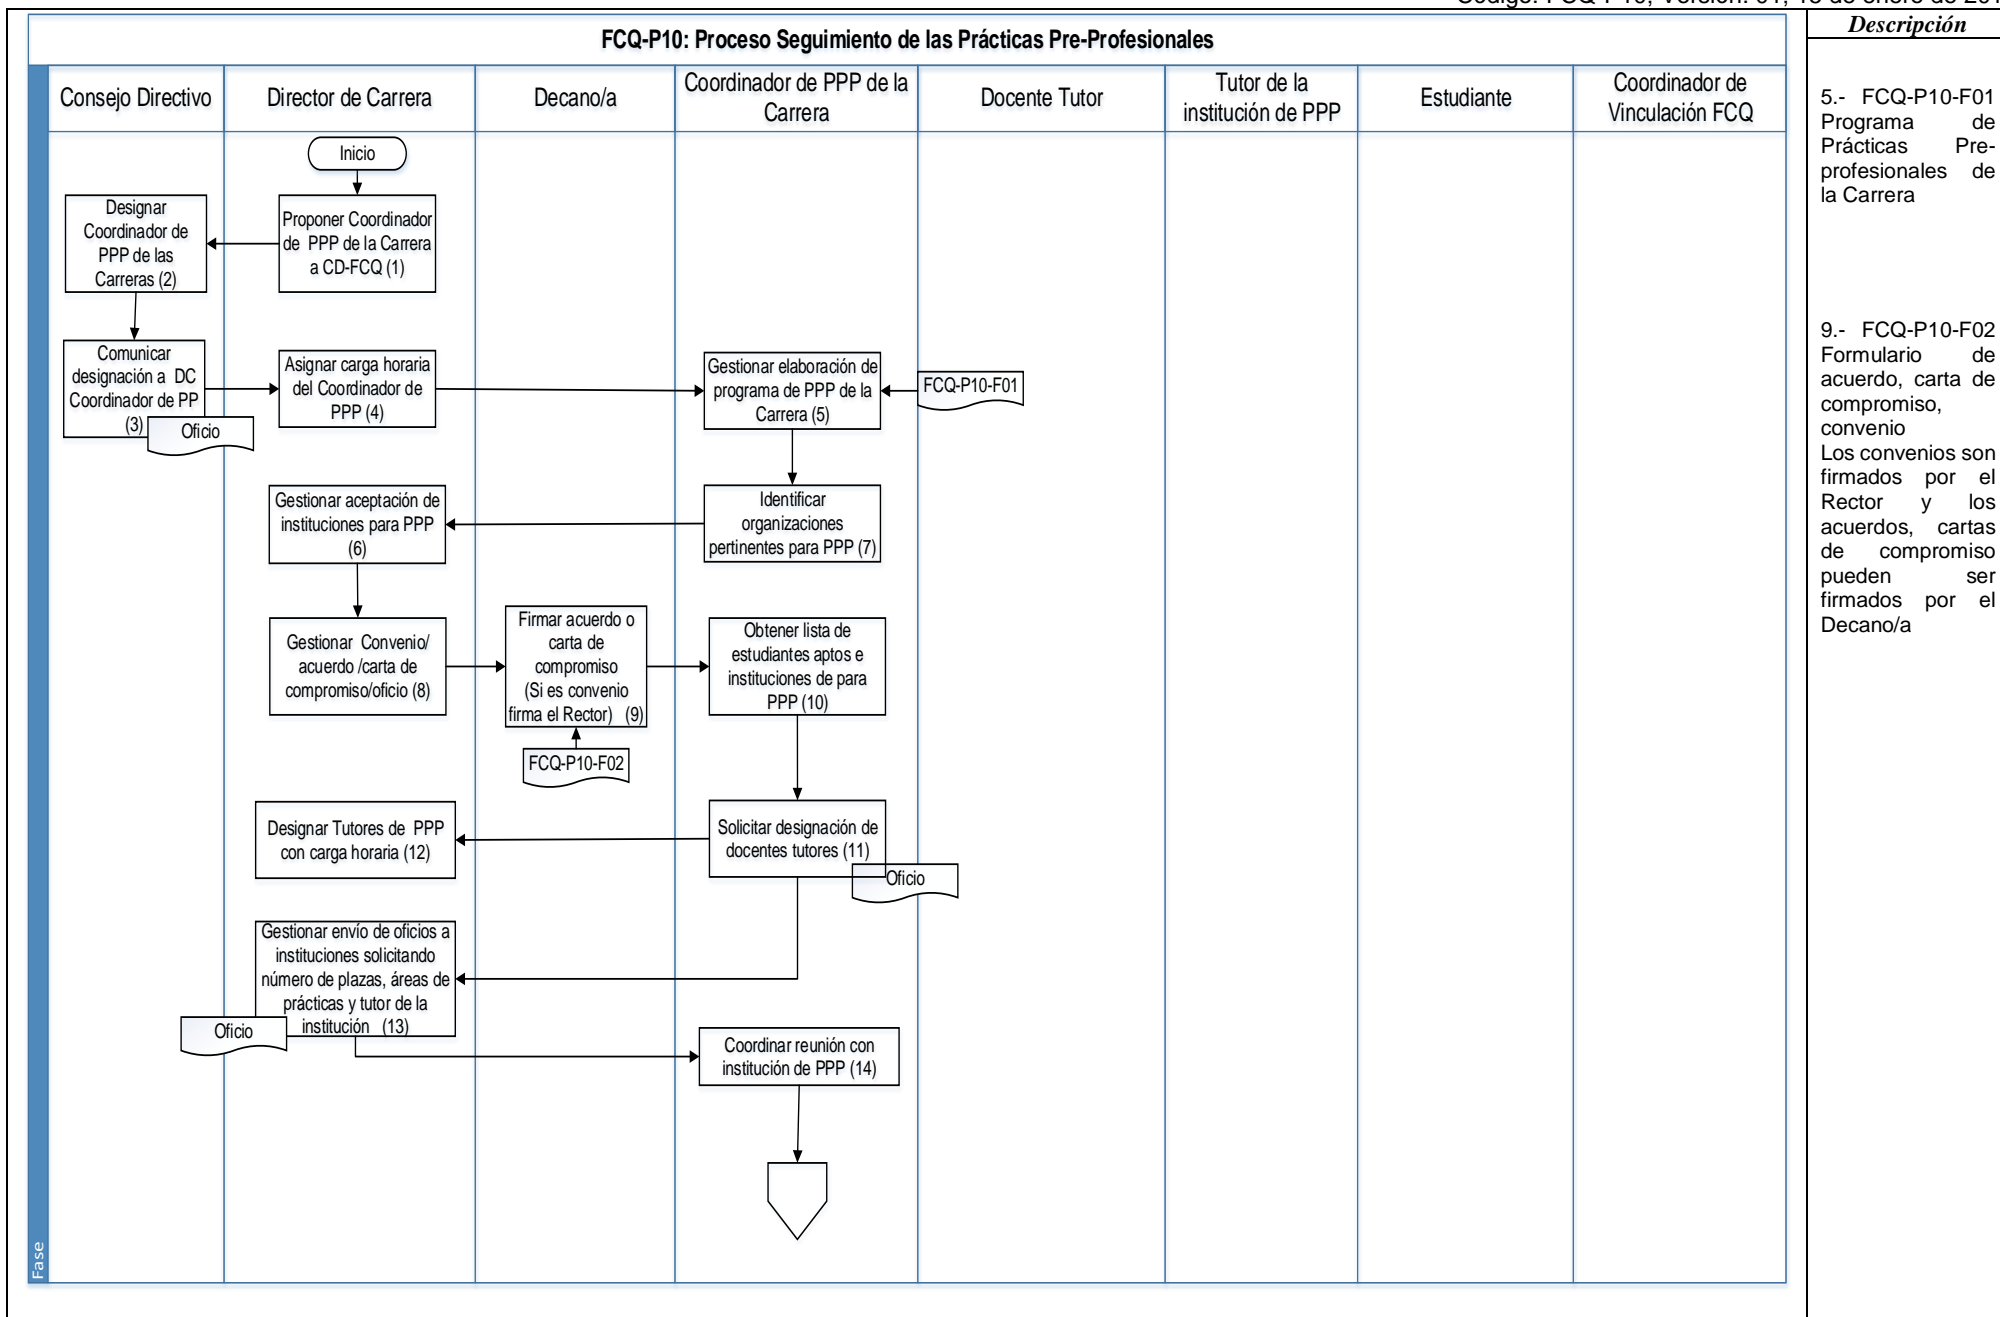 Código: FCQ-P10, Versión: 01, 18 de enero de 201
Descripción
FCQ-P10: Proceso Seguimiento de las Prácticas Pre-Profesionales
Consejo Directivo
Director de Carrera
Decano/a
Coordinador de PPP de la
Carrera
Docente Tutor
Tutor de la
institución de PPP
Estudiante
Coordinador de
Vinculación FCQ
Inicio
Proponer Coordinador
de PPP de la Carrera
a CD-FCQ (1)
Designar
Coordinador de
PPP de las
Carreras (2)
Comunicar
designación a DC
Coordinador de PP
(3)
Oficio
Asignar carga horaria
del Coordinador de
PPP (4)
Gestionar elaboración de
programa de PPP de la
Carrera (5)
FCQ-P10-F01
Gestionar aceptación de
instituciones para PPP
(6)
Identificar
organizaciones
pertinentes para PPP (7)
Gestionar Convenio/
acuerdo /carta de
compromiso/oficio (8)
Firmar acuerdo o
carta de
compromiso
(Si es convenio
firma el Rector) (9)
FCQ-P10-F02
Obtener lista de
estudiantes aptos e
instituciones de para
PPP (10)
Designar Tutores de PPP
con carga horaria (12)
Solicitar designación de
docentes tutores (11)
Oficio
Gestionar envío de oficios a
instituciones solicitando
número de plazas, áreas de
prácticas y tutor de la
institución (13)
Oficio
Coordinar reunión con
institución de PPP (14)
Fase
5.- FCQ-P10-F01
Programa de
Prácticas Pre-
profesionales de
la Carrera
9.- FCQ-P10-F02
Formulario de
acuerdo, carta de
compromiso,
convenio
Los convenios son
firmados por el
Rector y los
acuerdos, cartas
de compromiso
pueden ser
firmados por el
Decano/a